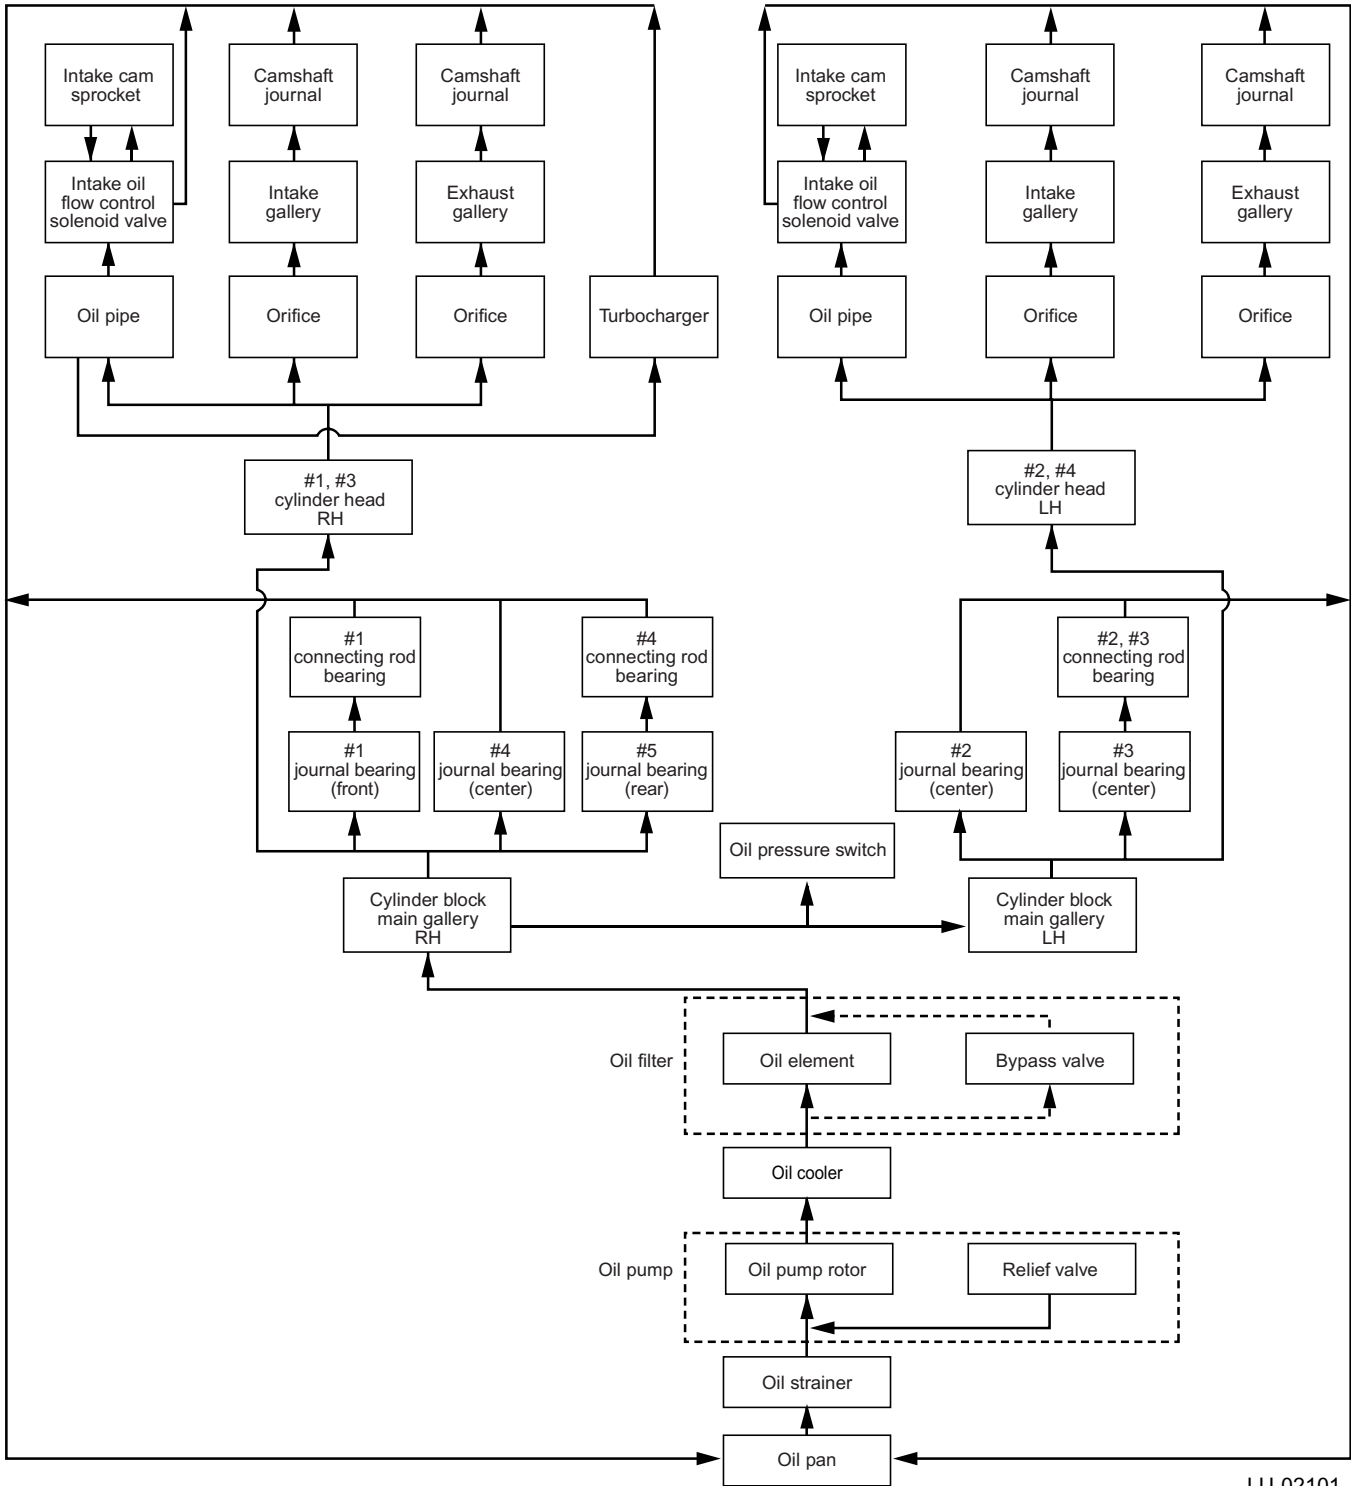 Intake cam
sprocket
Camshaft
journal
Camshaft
journal
Intake cam
sprocket
Camshaft
journal
Camshaft
journal
Intake oil
flow control
solenoid valve
Intake
gallery
Exhaust
gallery
Intake oil
flow control
solenoid valve
Intake
gallery
Exhaust
gallery
Oil pipe
Orifice
Orifice
Turbocharger
Oil pipe
Orifice
Orifice
#1, #3
cylinder head
RH
#2, #4
cylinder head
LH
#1
connecting rod
bearing
#4
connecting rod
bearing
#2, #3
connecting rod
bearing
#1
journal bearing
(front)
#4
journal bearing
(center)
#5
journal bearing
(rear)
#2
journal bearing
(center)
#3
journal bearing
(center)
Oil pressure switch
Cylinder block
main gallery
RH
Cylinder block
main gallery
LH
Oil filter
Oil element
Bypass valve
Oil cooler
Oil pump
Oil pump rotor
Relief valve
Oil strainer
Oil pan
LU-02101